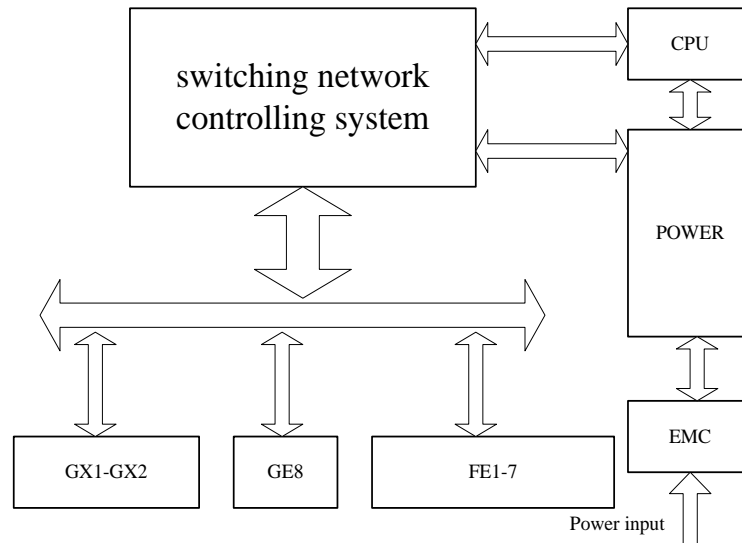 switching network
controlling system
CPU
POWER
EMC
GX1-GX2
GE8
FE1-7
Power input